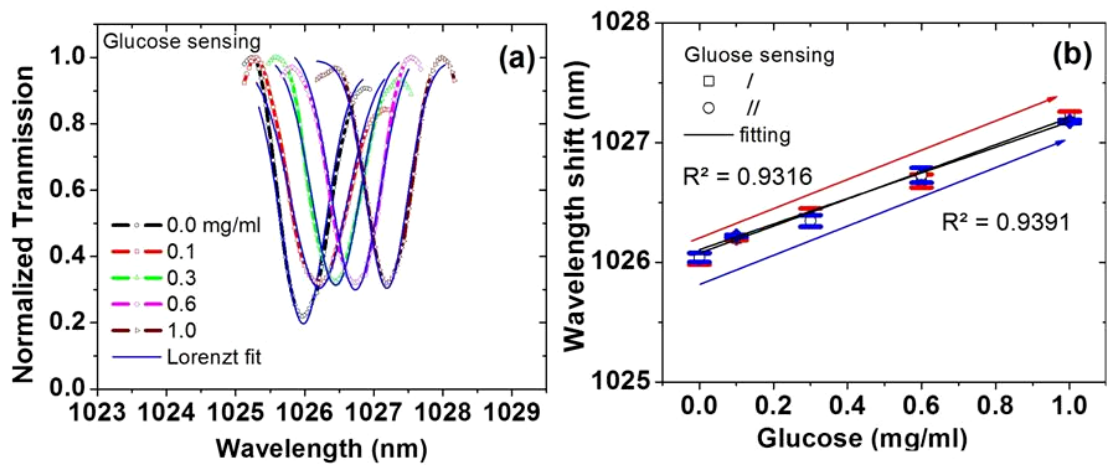 Glucose sensing
(a)
1.0
0.8
0.6
0.4
0.2
0.0
Normalized Tranmission
0.0 mg/ml
0.1
0.3
0.6
1.0
Lorenzt fit
1023 1024 1025 1026 1027 1028 1029
Wavelength (nm)
(b)
1028
1027
1026
1025
Wavelength shift (nm)
Gluose sensing
/
//
fitting
R² = 0.9316
R² = 0.9391
0.0 0.2 0.4 0.6 0.8 1.0
Glucose (mg/ml)